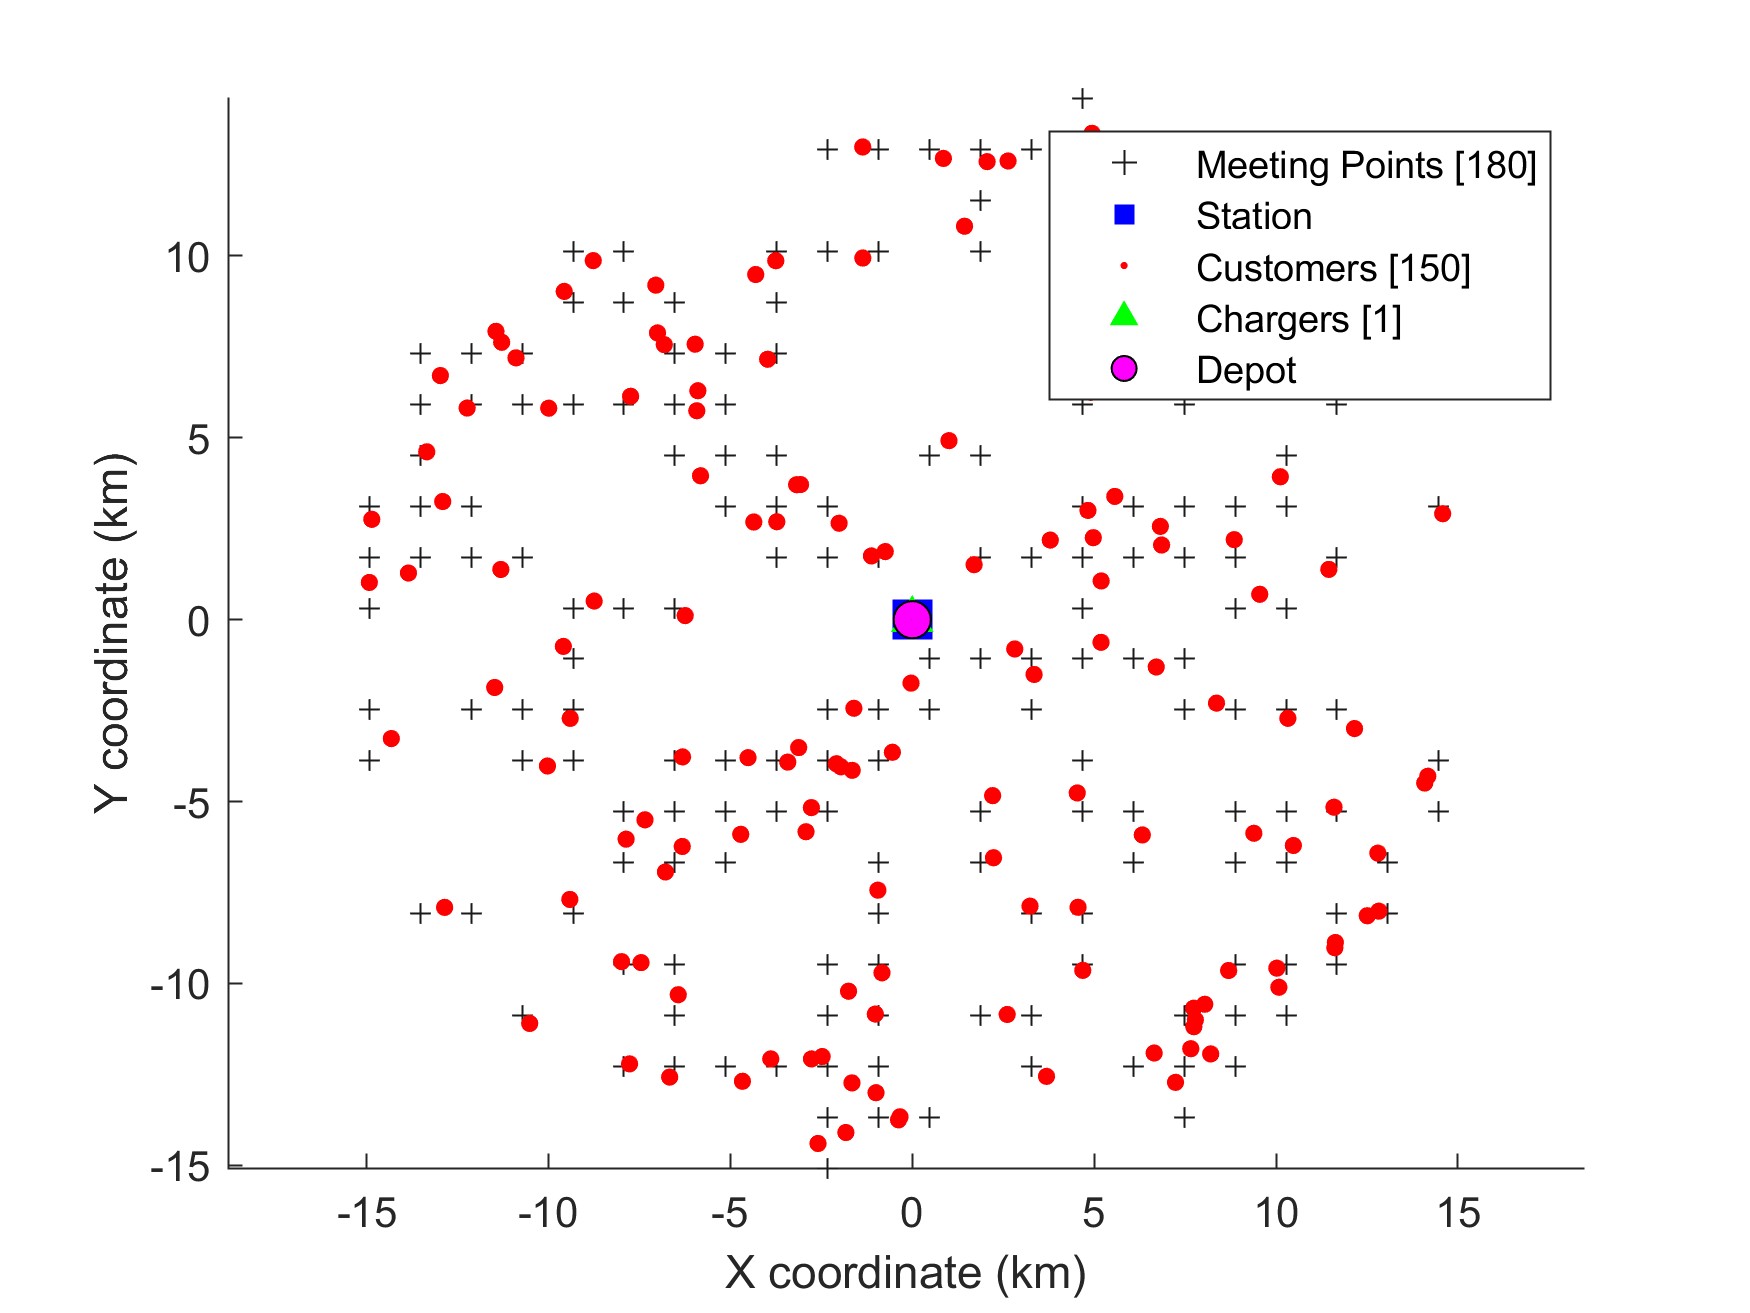 Meeting Points [180]
Station
Customers [150]
Chargers [1]
Depot
10
5
0
-5
-10
-15
Y coordinate (km)
-15
-10
-5
0
5
10
15
X coordinate (km)